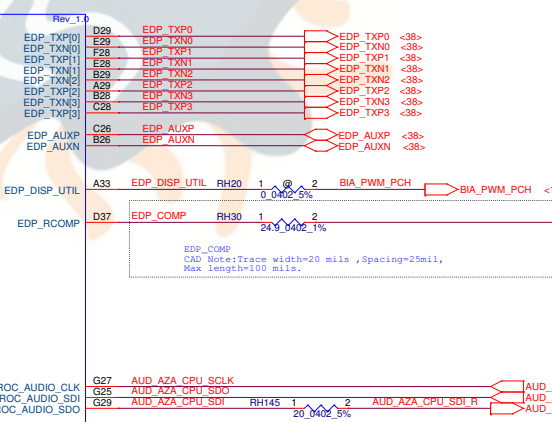 Rev_1.0
EDP_TXP[0] D29 EDP_TXP0 EDP_TXP0 <38>
EDP_TXN[0] E29 EDP_TXN0 EDP_TXN0 <38>
EDP_TXP[1] F28 EDP_TXP1 EDP_TXP1 <38>
EDP_TXN[1] E28 EDP_TXN1 EDP_TXN1 <38>
EDP_TXN[2] B29 EDP_TXN2 EDP_TXN2 <38>
EDP_TXP[2] A29 EDP_TXP2 EDP_TXP2 <38>
EDP_TXN[3] B28 EDP_TXN3 EDP_TXN3 <38>
EDP_TXP[3] C28 EDP_TXP3 EDP_TXP3 <38>
EDP_AUXP C26 EDP_AUXP EDP_AUXP <38>
EDP_AUXN B26 EDP_AUXN EDP_AUXN <38>
EDP_DISP_UTIL A33 EDP_DISP_UTIL RH20 1 @ 2 BIA_PWM_PCH BIA_PWM_PCH
0_0402_5%
EDP_RCOMP D37 EDP_COMP RH30 1 2
24.9_0402_1%
EDP_COMP
CAD Note:Trace width=20 mils ,Spacing=25mil,
Max length=100 mils.
ROC_AUDIO_CLK G27 AUD_AZA_CPU_SCLK AUD_
ROC_AUDIO_SDI G25 AUD_AZA_CPU_SDO AUD_
ROC_AUDIO_SDO G29 AUD_AZA_CPU_SDI RH145 1 2 AUD_AZA_CPU_SDI_R AUD_
20_0402_5%